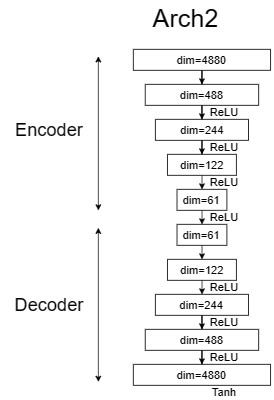 Arch2
dim=4880
dim=488
ReLU
dim=244
ReLU
Encoder
dim=122
ReLU
dim=61
ReLU
dim=61
dim=122
ReLU
Decoder
dim=244
ReLU
dim=488
ReLU
dim=4880
Tanh